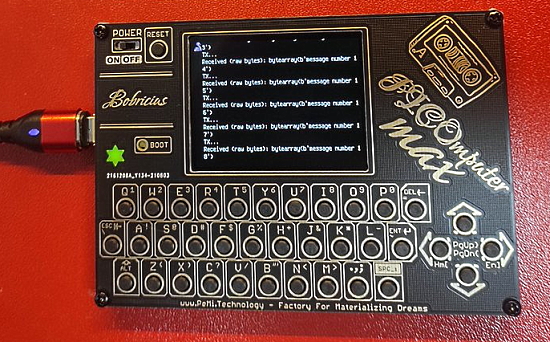 POWER
RESET
ON OFF
Bobricius
BOOT
2161200A_Y134-210603
3')
TX...
Received (raw bytes): bytearray(b'message number 1
4')
TX...
Received (raw bytes): bytearray(b'message number 1
5')
TX...
Received (raw bytes): bytearray(b'message number 1
6')
TX...
Received (raw bytes): bytearray(b'message number 1
7')
TX...
Received (raw bytes): bytearray(b'message number 1
8')
A
PICOmputer
max
Q W E R T Y U I O P DEL
ESC A! S@ D# F$ G% H+ J& K* L- ENT
ALT Z( X) C? V/ B" N< M>
PgUp
PgDn
Hm
En
www.PeMi.Technology - Factory For Materializing Dreams